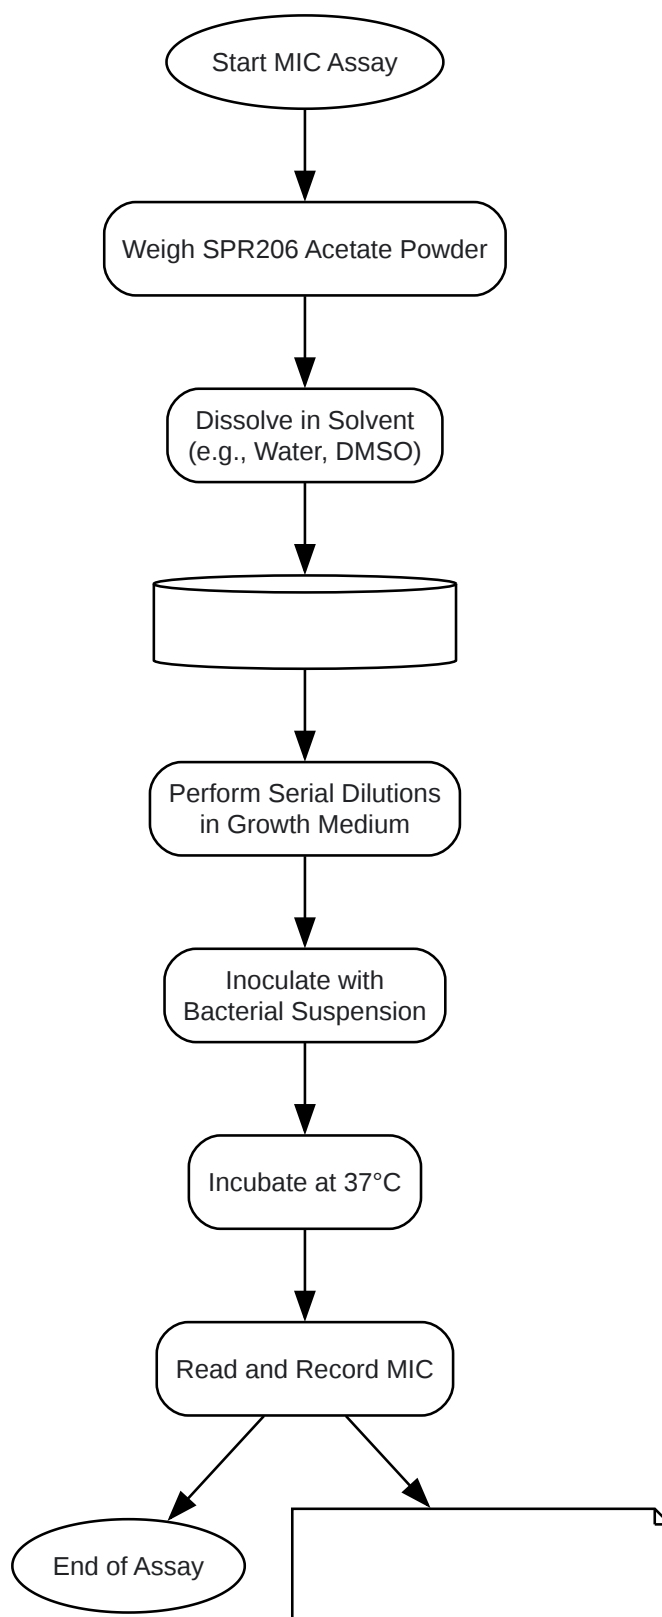 Start MIC Assay
Weigh SPR206 Acetate Powder
Dissolve in Solvent
(e.g., Water, DMSO)
Perform Serial Dilutions
in Growth Medium
Inoculate with
Bacterial Suspension
Incubate at 37°C
Read and Record MIC
End of Assay